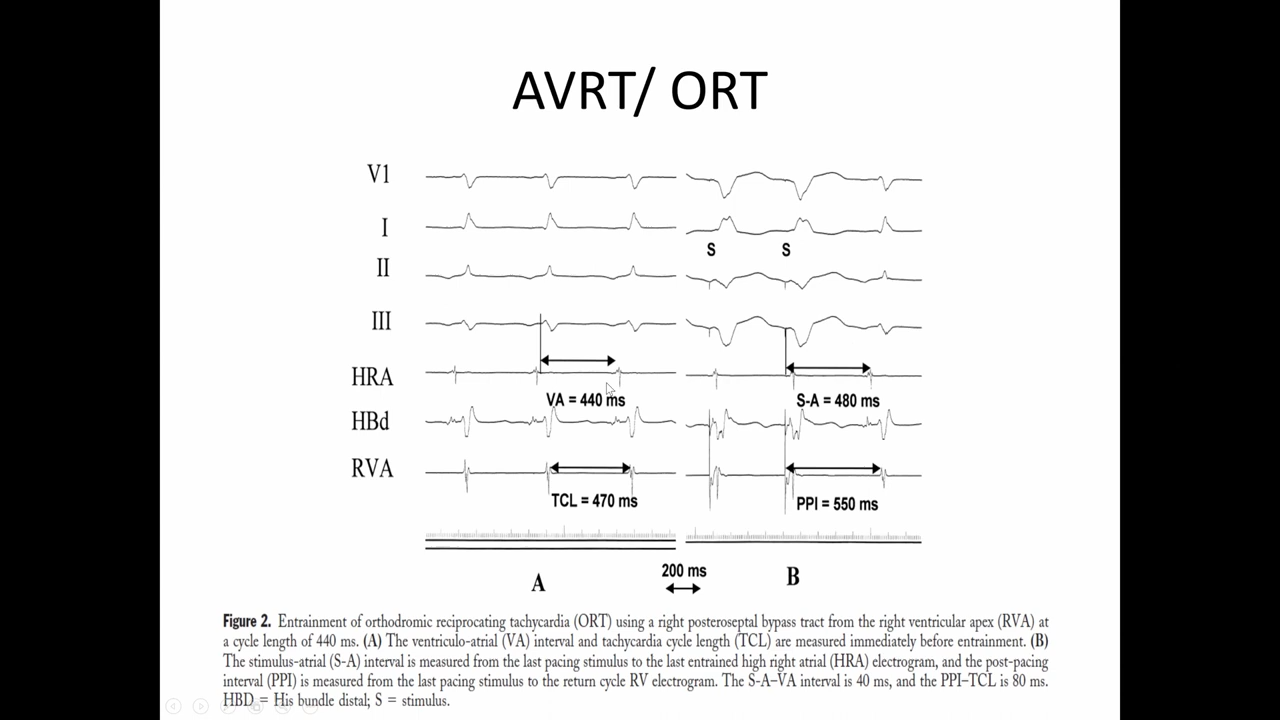 AVRT/ ORT
V1
I
S S
II
III
HRA
VA = 440 ms
S-A = 480 ms
HBd
RVA
TCL = 470 ms
PPI = 550 ms
200 ms
A
B
Figure 2. Entrainment of orthodromic reciprocating tachycardia (ORT) using a right posteroseptal bypass tract from the right ventricular apex (RVA) at
a cycle length of 440 ms. (A) The ventriculo-atrial (VA) interval and tachycardia cycle length (TCL) are measured immediately before entrainment. (B)
The stimulus-atrial (S-A) interval is measured from the last pacing stimulus to the last entrained high right atrial (HRA) electrogram, and the post-pacing
interval (PPI) is measured from the last pacing stimulus to the return cycle RV electrogram. The S-A–VA interval is 40 ms, and the PPI–TCL is 80 ms.
HBD = His bundle distal; S = stimulus.